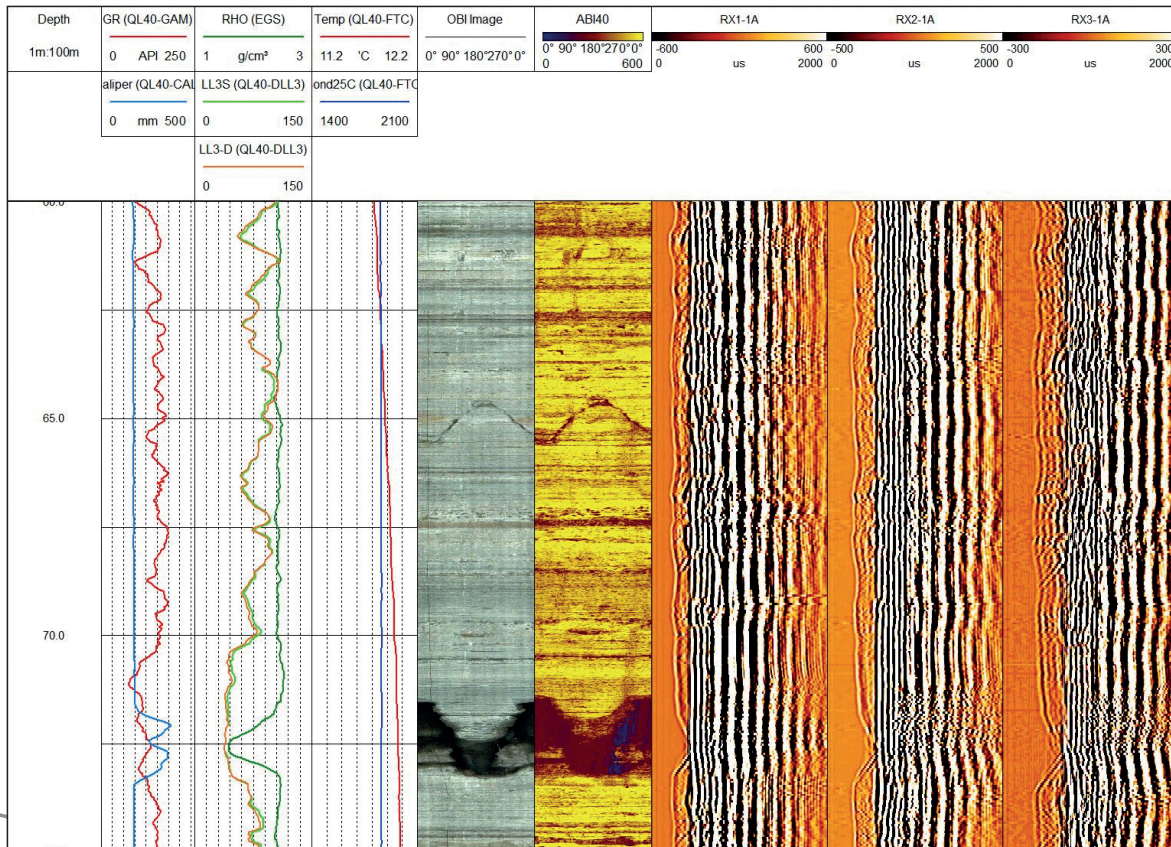 Depth
1m:100m
GR (QL40-GAM)
0 API 250
aliper (QL40-CAL
0 mm 500
RHO (EGS)
1 g/cm³ 3
LL3S (QL40-DLL3)
0 150
LL3-D (QL40-DLL3)
0 150
Temp (QL40-FTC)
11.2 'C 12.2
ond25C (QL40-FTC
1400 2100
OBI Image
0° 90° 180°270° 0°
ABI40
0° 90° 180°270° 0°
0 600
RX1-1A
-600 600
0 us 2000
RX2-1A
-500 500
0 us 2000
RX3-1A
-300 300
0 us 2000
65.0
70.0